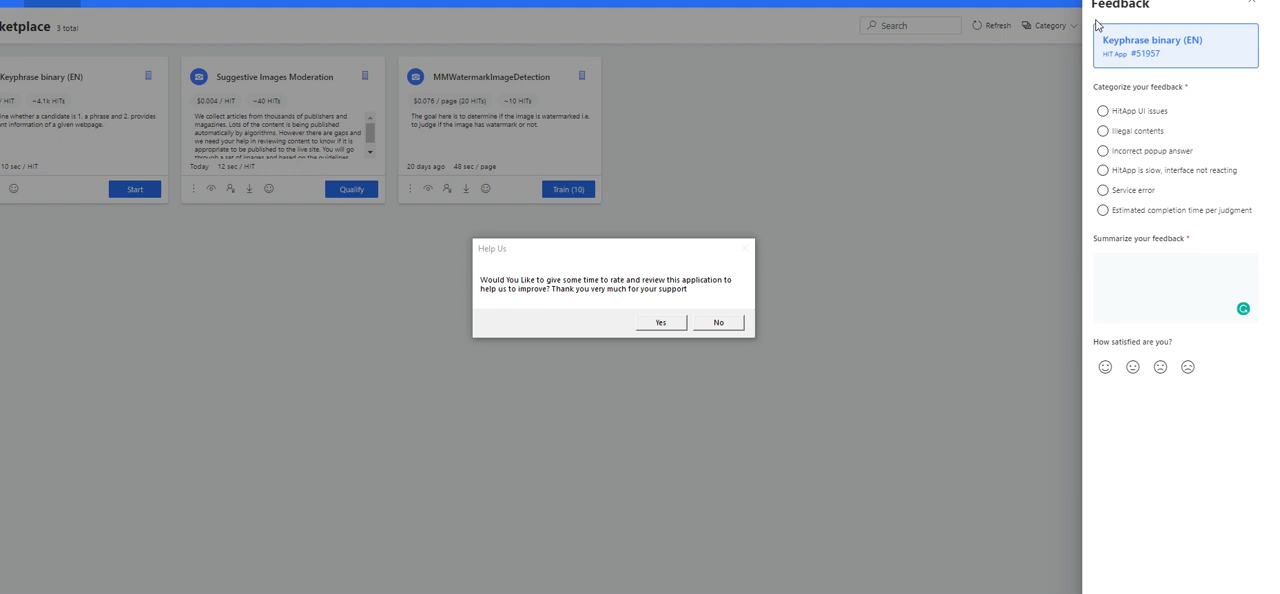 ketplace 3 total
Search
Refresh
Category
Keyphrase binary (EN)
/ HIT ~4.1k HITs
ine whether a candidate is 1. a phrase and 2. provides
nt information of a given webpage.
10 sec / HIT
Start
Suggestive Images Moderation
$0.004 / HIT ~40 HITs
We collect articles from thousands of publishers and
magazines. Lots of the content is being published
automatically by algorithms. However there are gaps and
we need your help in reviewing content to know if it is
appropriate to be published to the live site. You will go
through a set of images and based on the guidelines
Today 12 sec / HIT
Qualify
MMWatermarkImageDetection
$0.076 / page (20 HITs) ~10 HITs
The goal here is to determine if the image is watermarked i.e.
to judge if the image has watermark or not.
20 days ago 48 sec / page
Train (10)
Help Us
Would You Like to give some time to rate and review this application to
help us to improve? Thank you very much for your support
Yes No
Feedback
Keyphrase binary (EN)
HIT App #51957
Categorize your feedback *
HitApp UI issues
Illegal contents
Incorrect popup answer
HitApp is slow, interface not reacting
Service error
Estimated completion time per judgment
Summarize your feedback *
How satisfied are you?